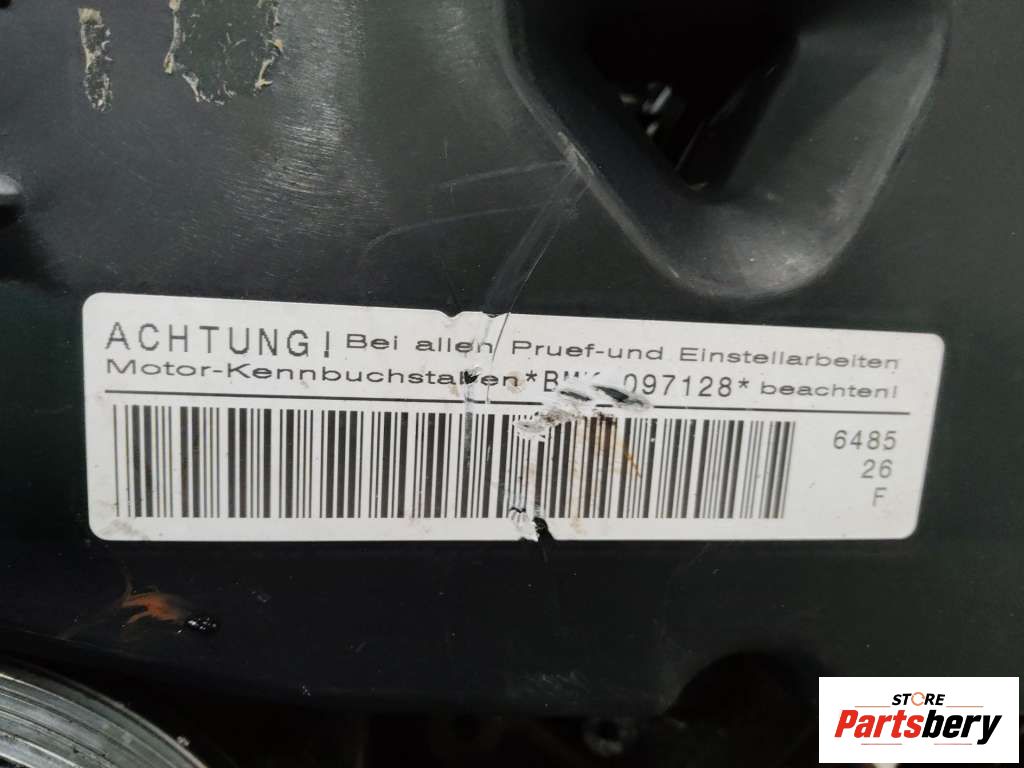 ACHTUNG! Bei allen Pruef-und Einstellarbeiten
Motor-Kennbuchstaben 097128* beachten!
6485
26
F
STORE
Partsbery